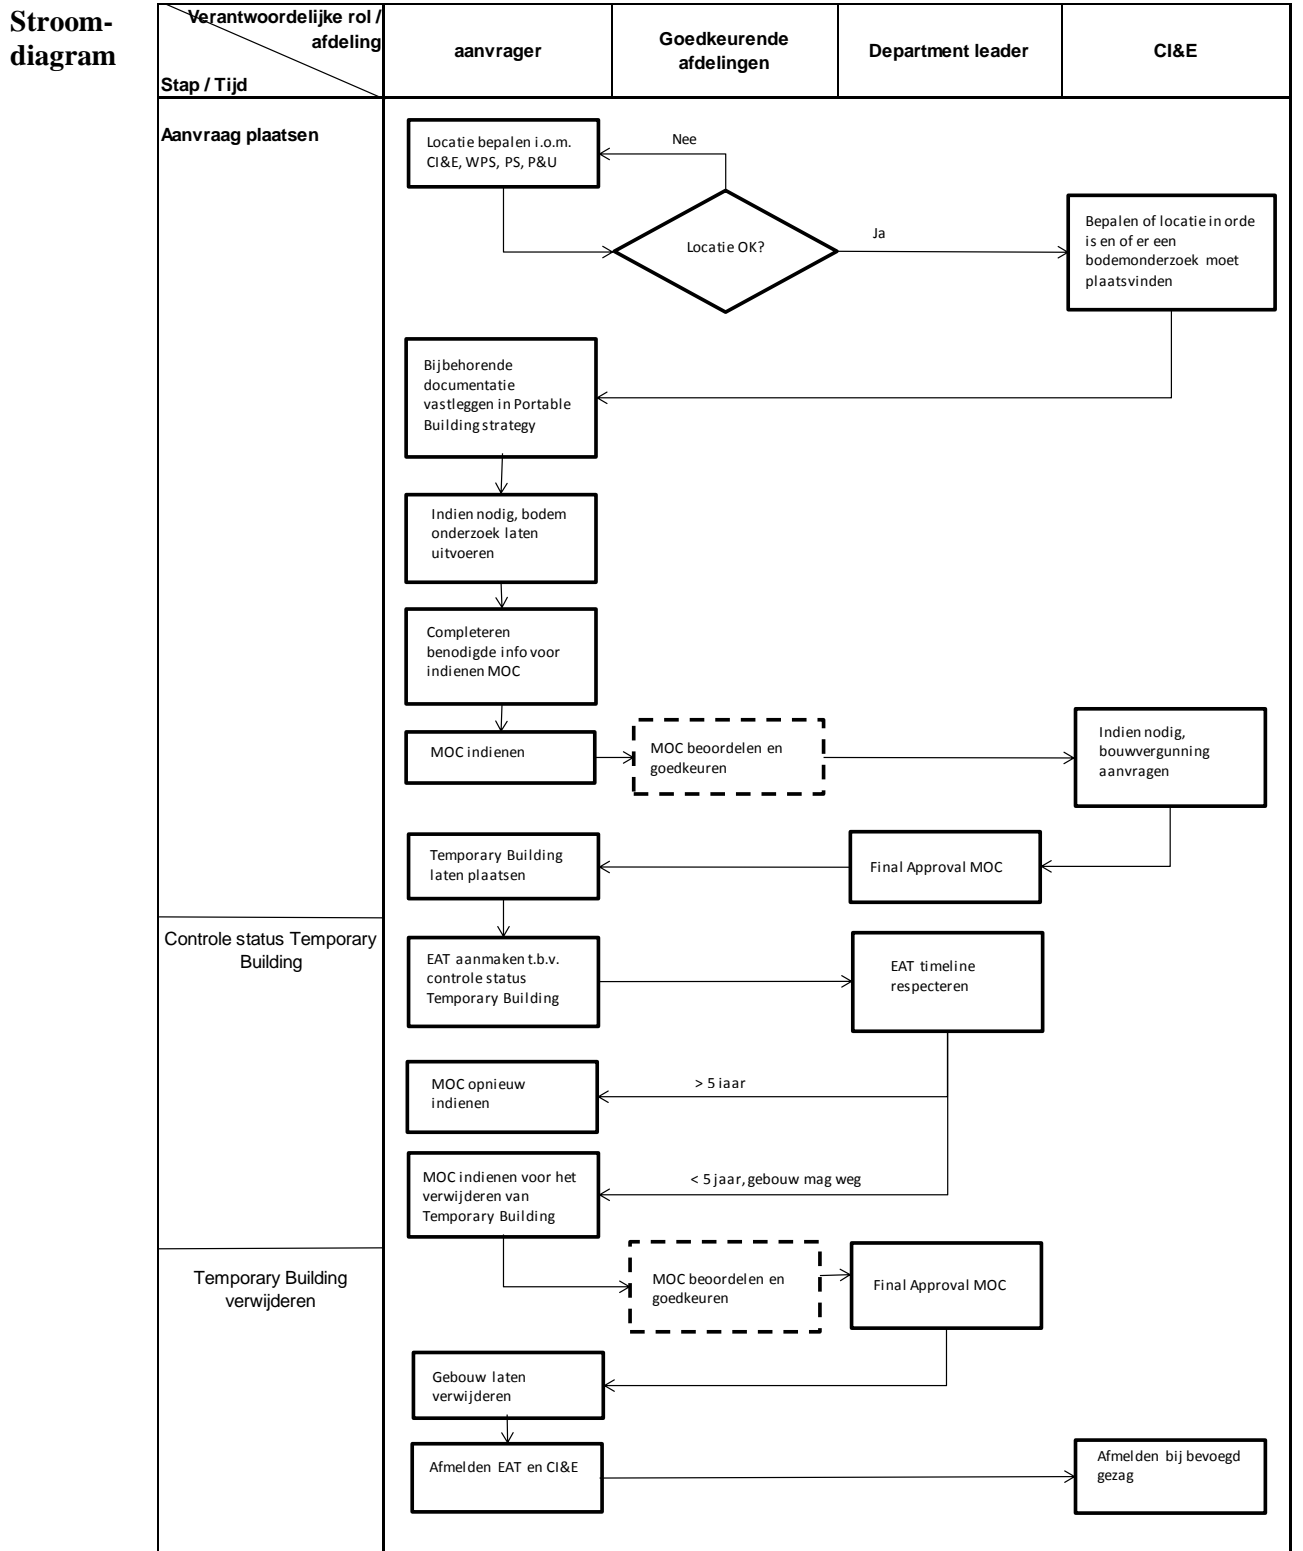 Stroom-
diagram
Verantwoordelijke rol /
afdeling
Stap / Tijd
aanvrager
Goedkeurende
afdelingen
Department leader
CI&E
Aanvraag plaatsen
Locatie bepalen i.o.m.
CI&E, WPS, PS, P&U
Nee
Locatie OK?
Ja
Bepalen of locatie in orde
is en of er een
bodemonderzoek moet
plaatsvinden
Bijbehorende
documentatie
vastleggen in Portable
Building strategy
Indien nodig, bodem
onderzoek laten
uitvoeren
Completeren
benodigde info voor
indienen MOC
MOC indienen
MOC beoordelen en
goedkeuren
Indien nodig,
bouwvergunning
aanvragen
Temporary Building
laten plaatsen
Final Approval MOC
Controle status Temporary
Building
EAT aanmaken t.b.v.
controle status
Temporary Building
EAT timeline
respecteren
MOC opnieuw
indienen
> 5 jaar
MOC indienen voor het
verwijderen van
Temporary Building
< 5 jaar, gebouw mag weg
Temporary Building
verwijderen
MOC beoordelen en
goedkeuren
Final Approval MOC
Gebouw laten
verwijderen
Afmelden EAT en CI&E
Afmelden bij bevoegd
gezag